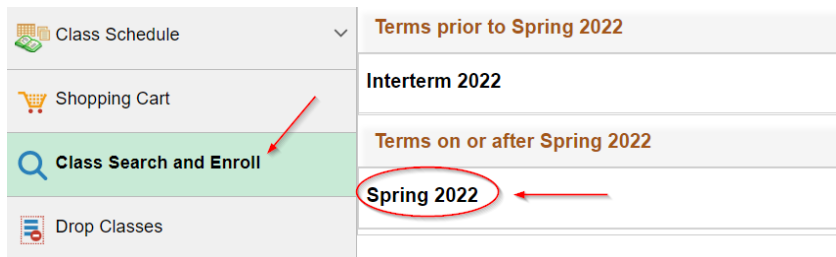 Class Schedule
Shopping Cart
Class Search and Enroll
Drop Classes
Terms prior to Spring 2022
Interterm 2022
Terms on or after Spring 2022
Spring 2022